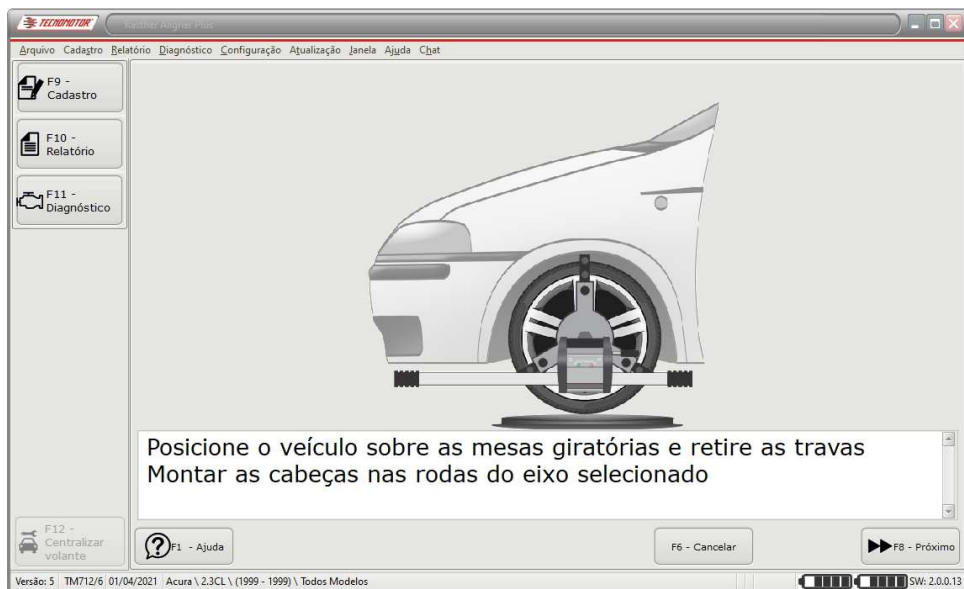 TECNOMOTOR
Kasther Aligner Plus
Arquivo Cadastro Relatório Diagnóstico Configuração Atualização Janela Ajuda Chat
F9 -
Cadastro
F10 -
Relatório
F11 -
Diagnóstico
Posicione o veículo sobre as mesas giratórias e retire as travas
Montar as cabeças nas rodas do eixo selecionado
F12 -
Centralizar
volante
F1 - Ajuda
F6 - Cancelar
F8 - Próximo
Versão: 5 TM712/6 01/04/2021 Acura \ 2.3CL \ (1999 - 1999) \ Todos Modelos
SW: 2.0.0.13